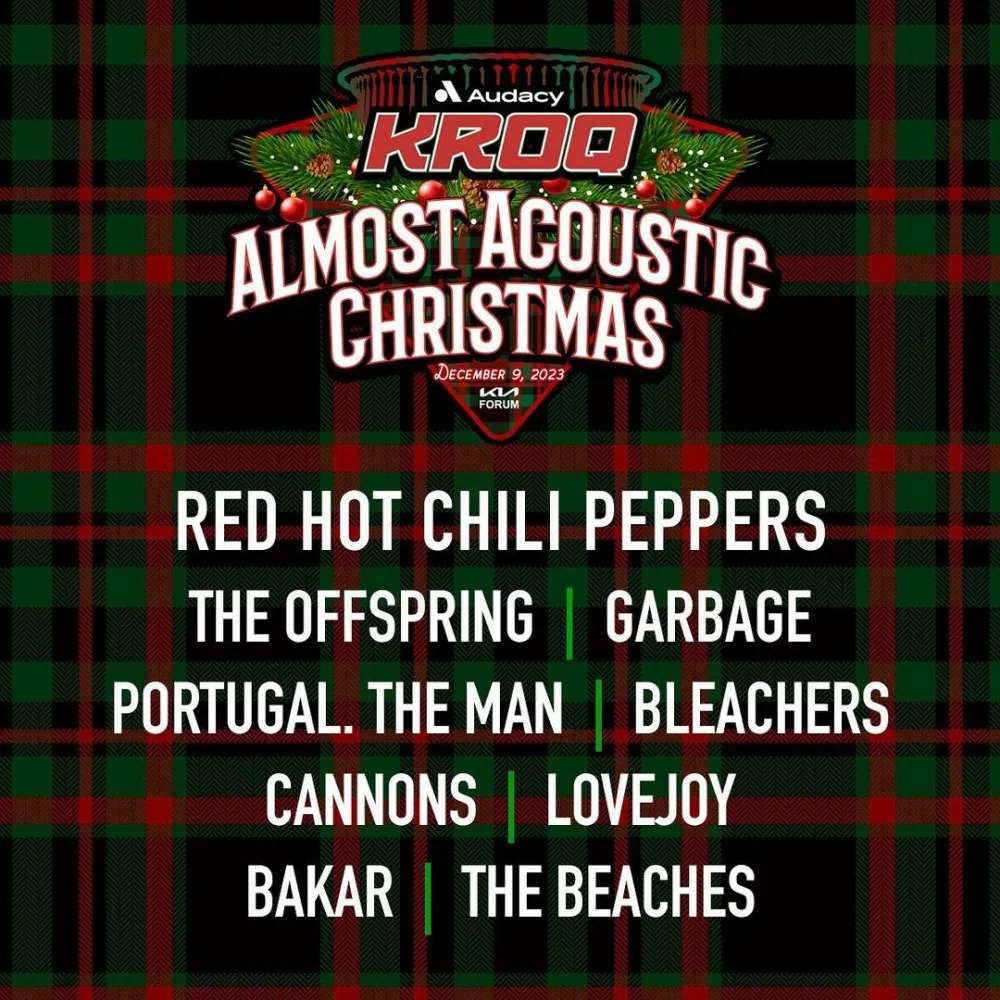 Audacy
KROQ
ALMOST ACOUSTIC
CHRISTMAS
DECEMBER 9, 2023
KIA
FORUM
RED HOT CHILI PEPPERS
THE OFFSPRING | GARBAGE
PORTUGAL. THE MAN | BLEACHERS
CANNONS | LOVEJOY
BAKAR | THE BEACHES